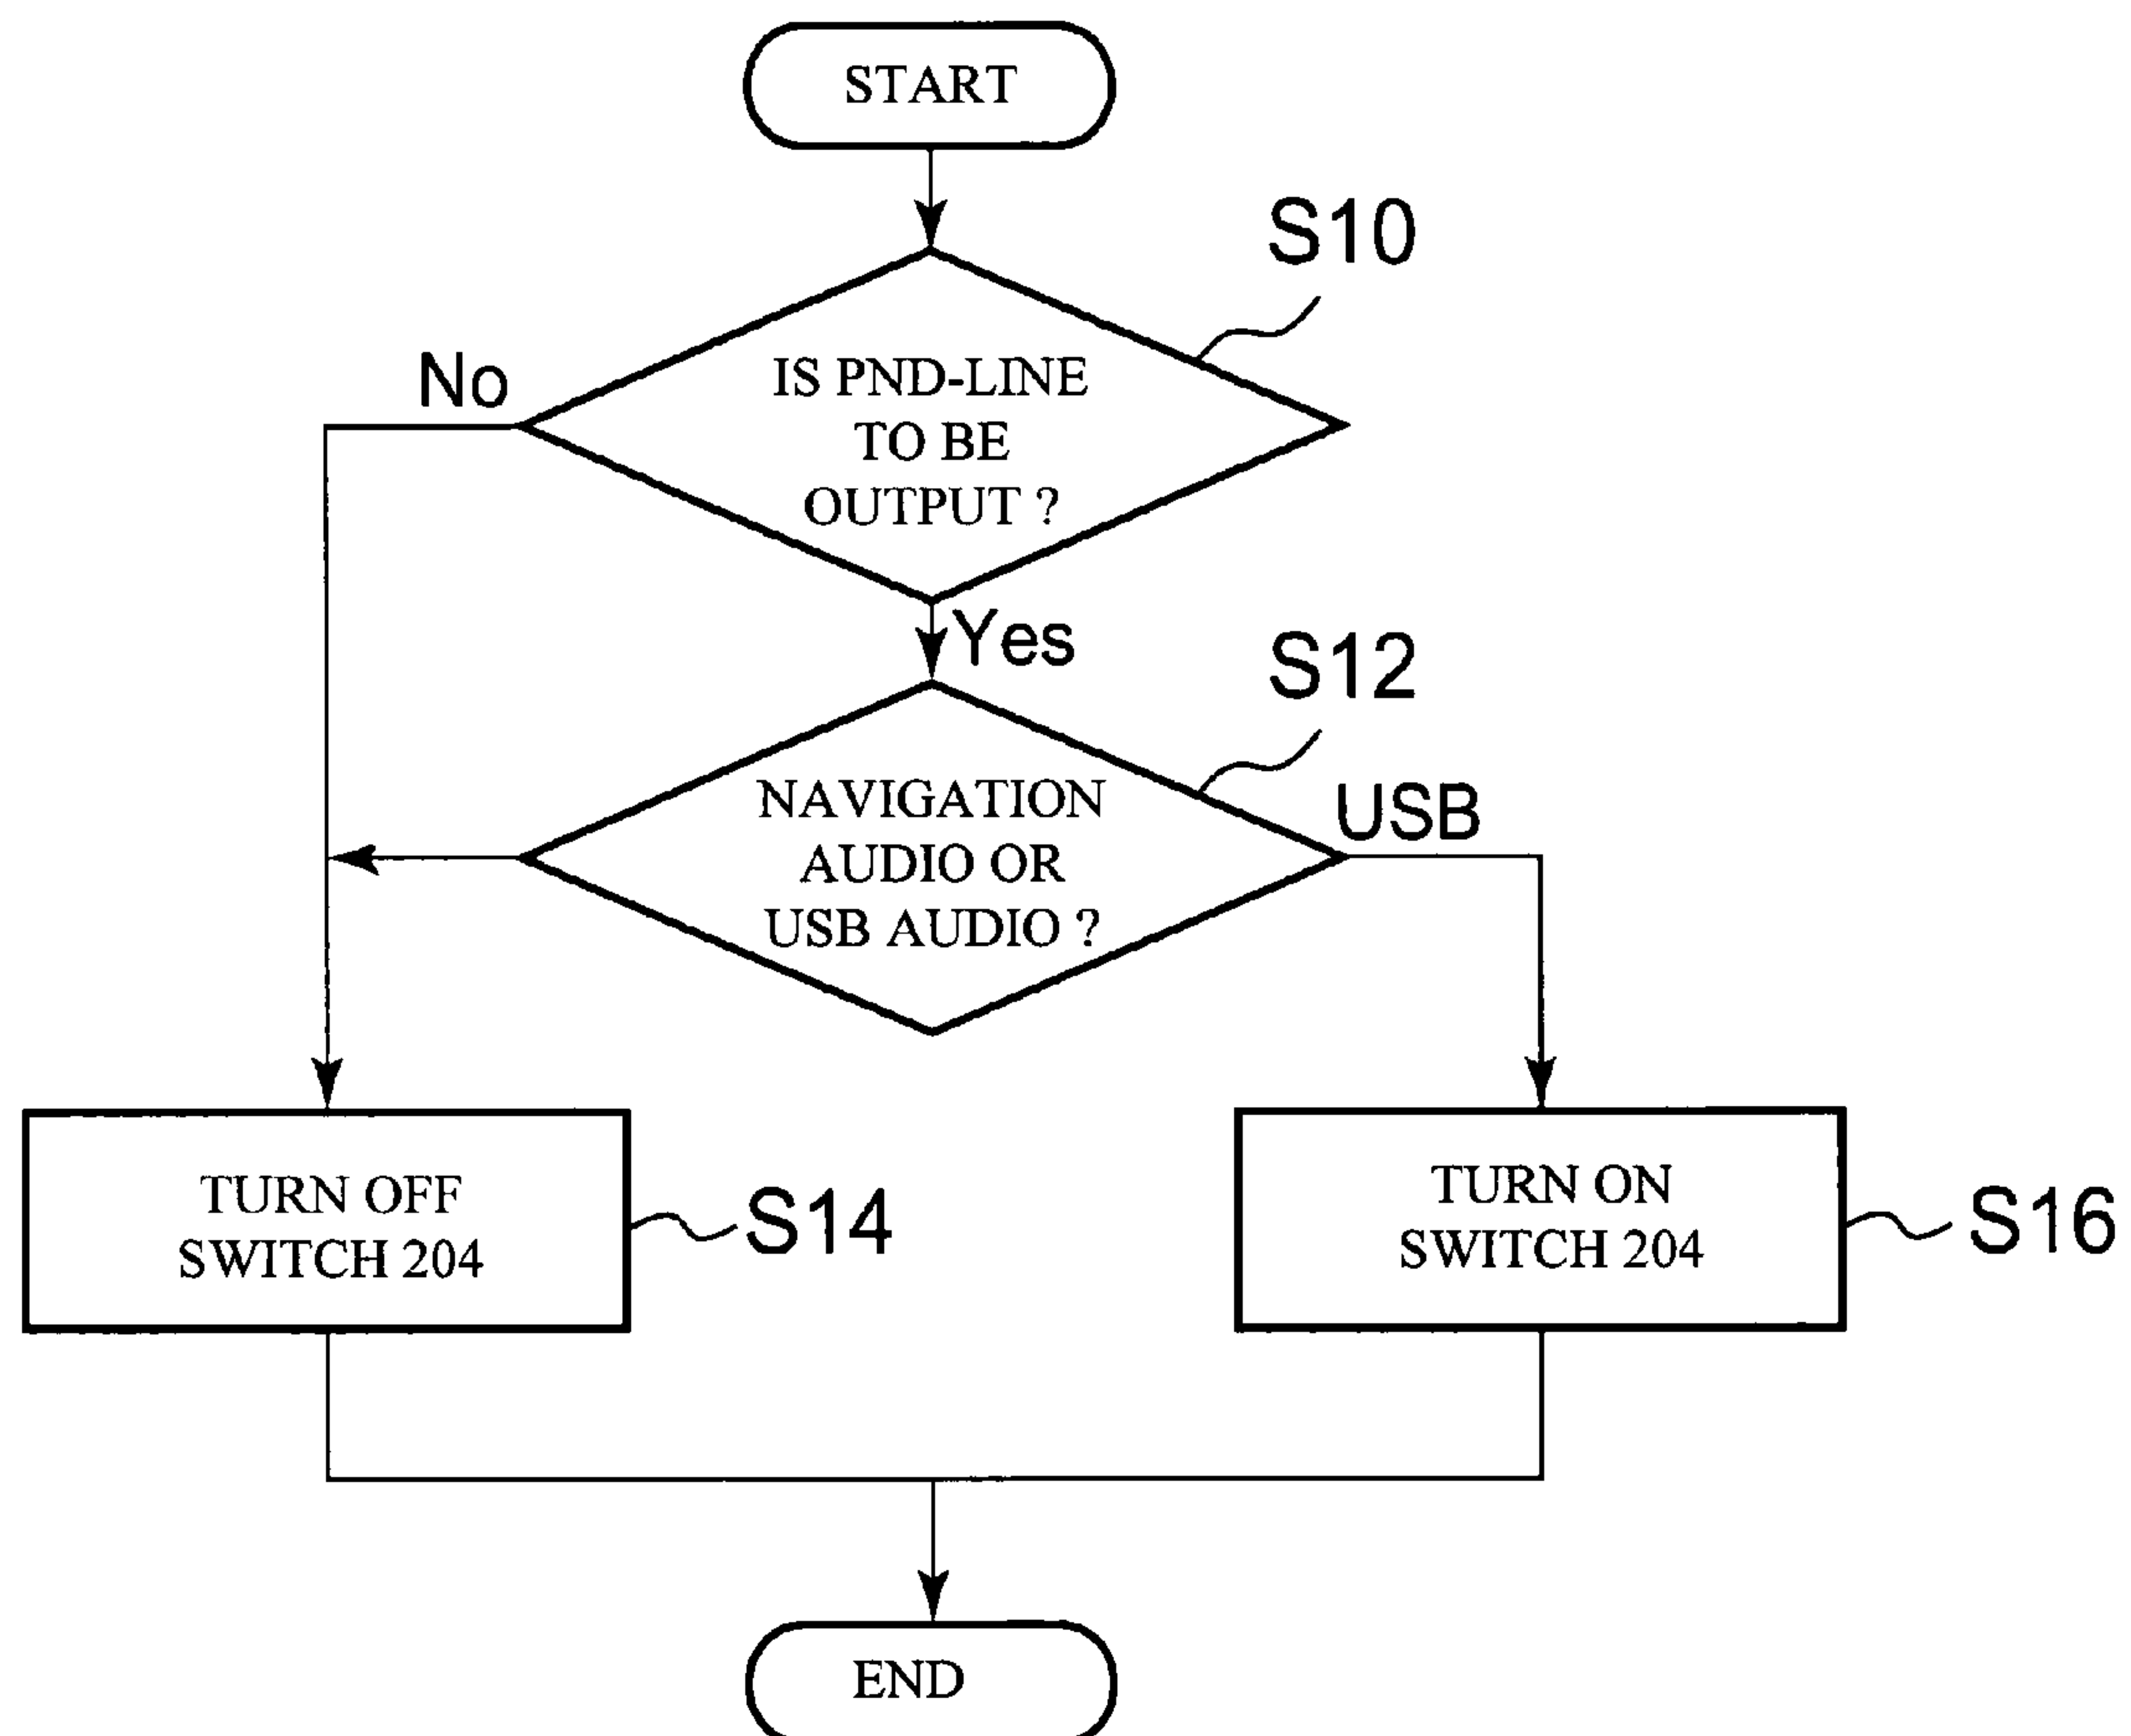 START
S10
No
IS PND-LINE
TO BE
OUTPUT ?
Yes
S12
NAVIGATION
AUDIO OR
USB AUDIO ?
USB
TURN OFF
SWITCH 204
S14
TURN ON
SWITCH 204
S16
END